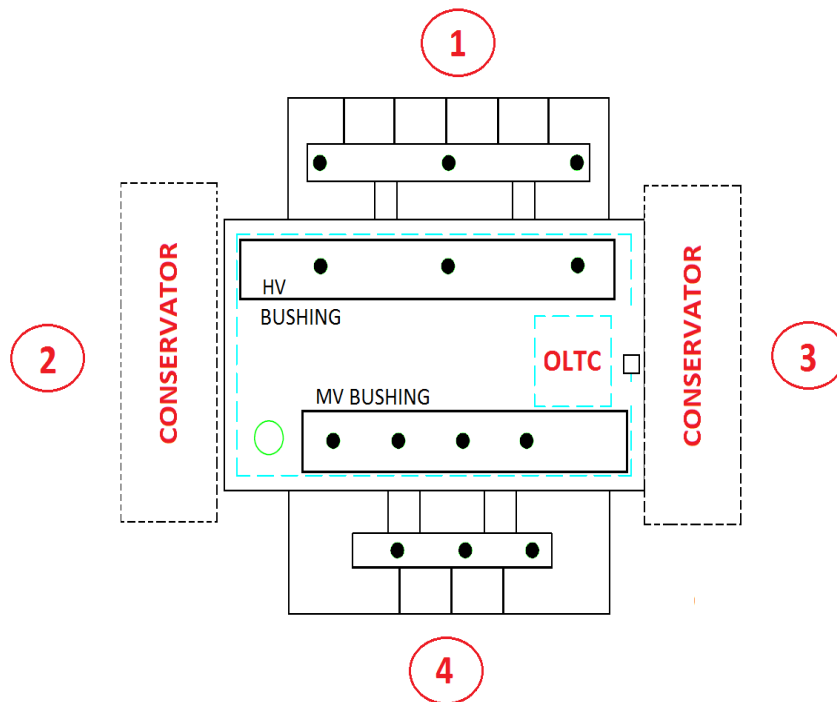 1
HV
BUSHING
CONSERVATOR
CONSERVATOR
2
OLTC
3
MV BUSHING
4